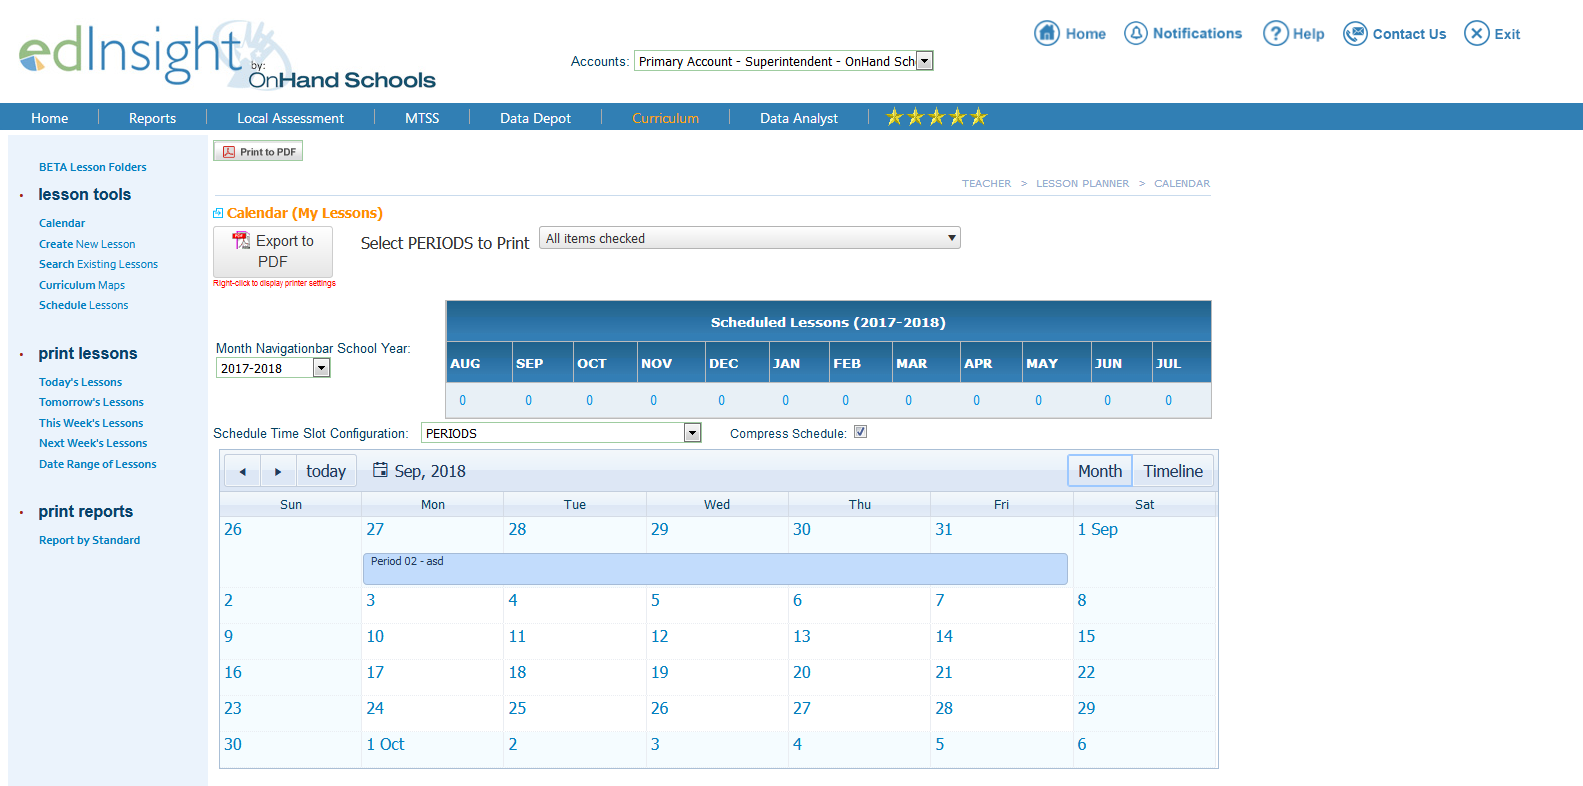 edInsight
by:
OnHand Schools
Accounts: Primary Account - Superintendent - OnHand Sch
Home Notifications Help Contact Us Exit
Home Reports Local Assessment MTSS Data Depot Curriculum Data Analyst
BETA Lesson Folders
lesson tools
Calendar
Create New Lesson
Search Existing Lessons
Curriculum Maps
Schedule Lessons
print lessons
Today's Lessons
Tomorrow's Lessons
This Week's Lessons
Next Week's Lessons
Date Range of Lessons
print reports
Report by Standard
Print to PDF
TEACHER > LESSON PLANNER > CALENDAR
Calendar (My Lessons)
Export to
PDF
Right-click to display printer settings
Select PERIODS to Print All items checked
Month Navigationbar School Year:
2017-2018
Scheduled Lessons (2017-2018)
AUG SEP OCT NOV DEC JAN FEB MAR APR MAY JUN JUL
0 0 0 0 0 0 0 0 0 0 0 0
Schedule Time Slot Configuration: PERIODS Compress Schedule:
today Sep, 2018 Month Timeline
Sun Mon Tue Wed Thu Fri Sat
26 27 28 29 30 31 1 Sep
Period 02 - asd
2 3 4 5 6 7 8
9 10 11 12 13 14 15
16 17 18 19 20 21 22
23 24 25 26 27 28 29
30 1 Oct 2 3 4 5 6